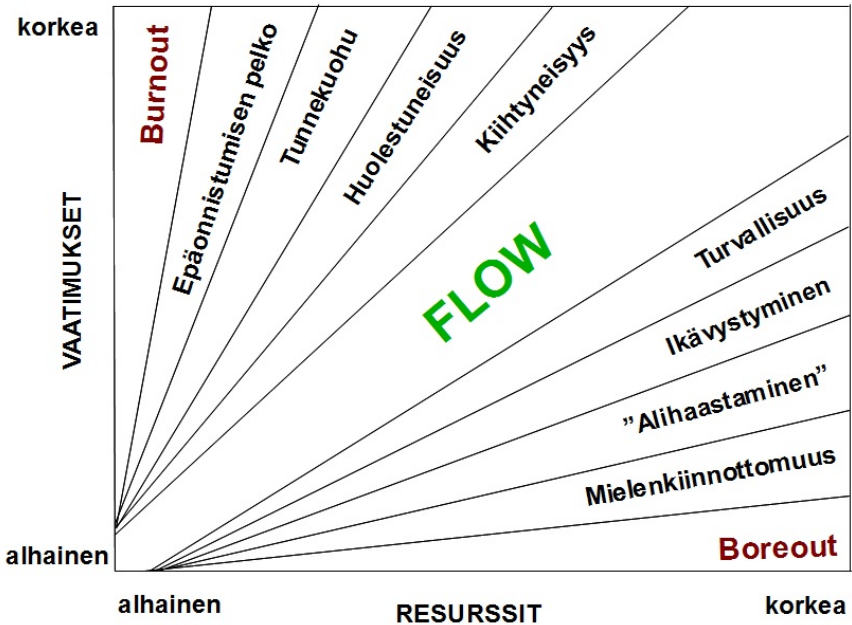 korkea
Burnout
Epäonnistumisen pelko
Tunnekuohu
Huolestuneisuus
Kiihtyneisyys
VAATIMUKSET
FLOW
Turvallisuus
Ikävystyminen
”Alihaastaminen”
Mielenkiinnottomuus
Boreout
alhainen
alhainen
RESURSSIT
korkea